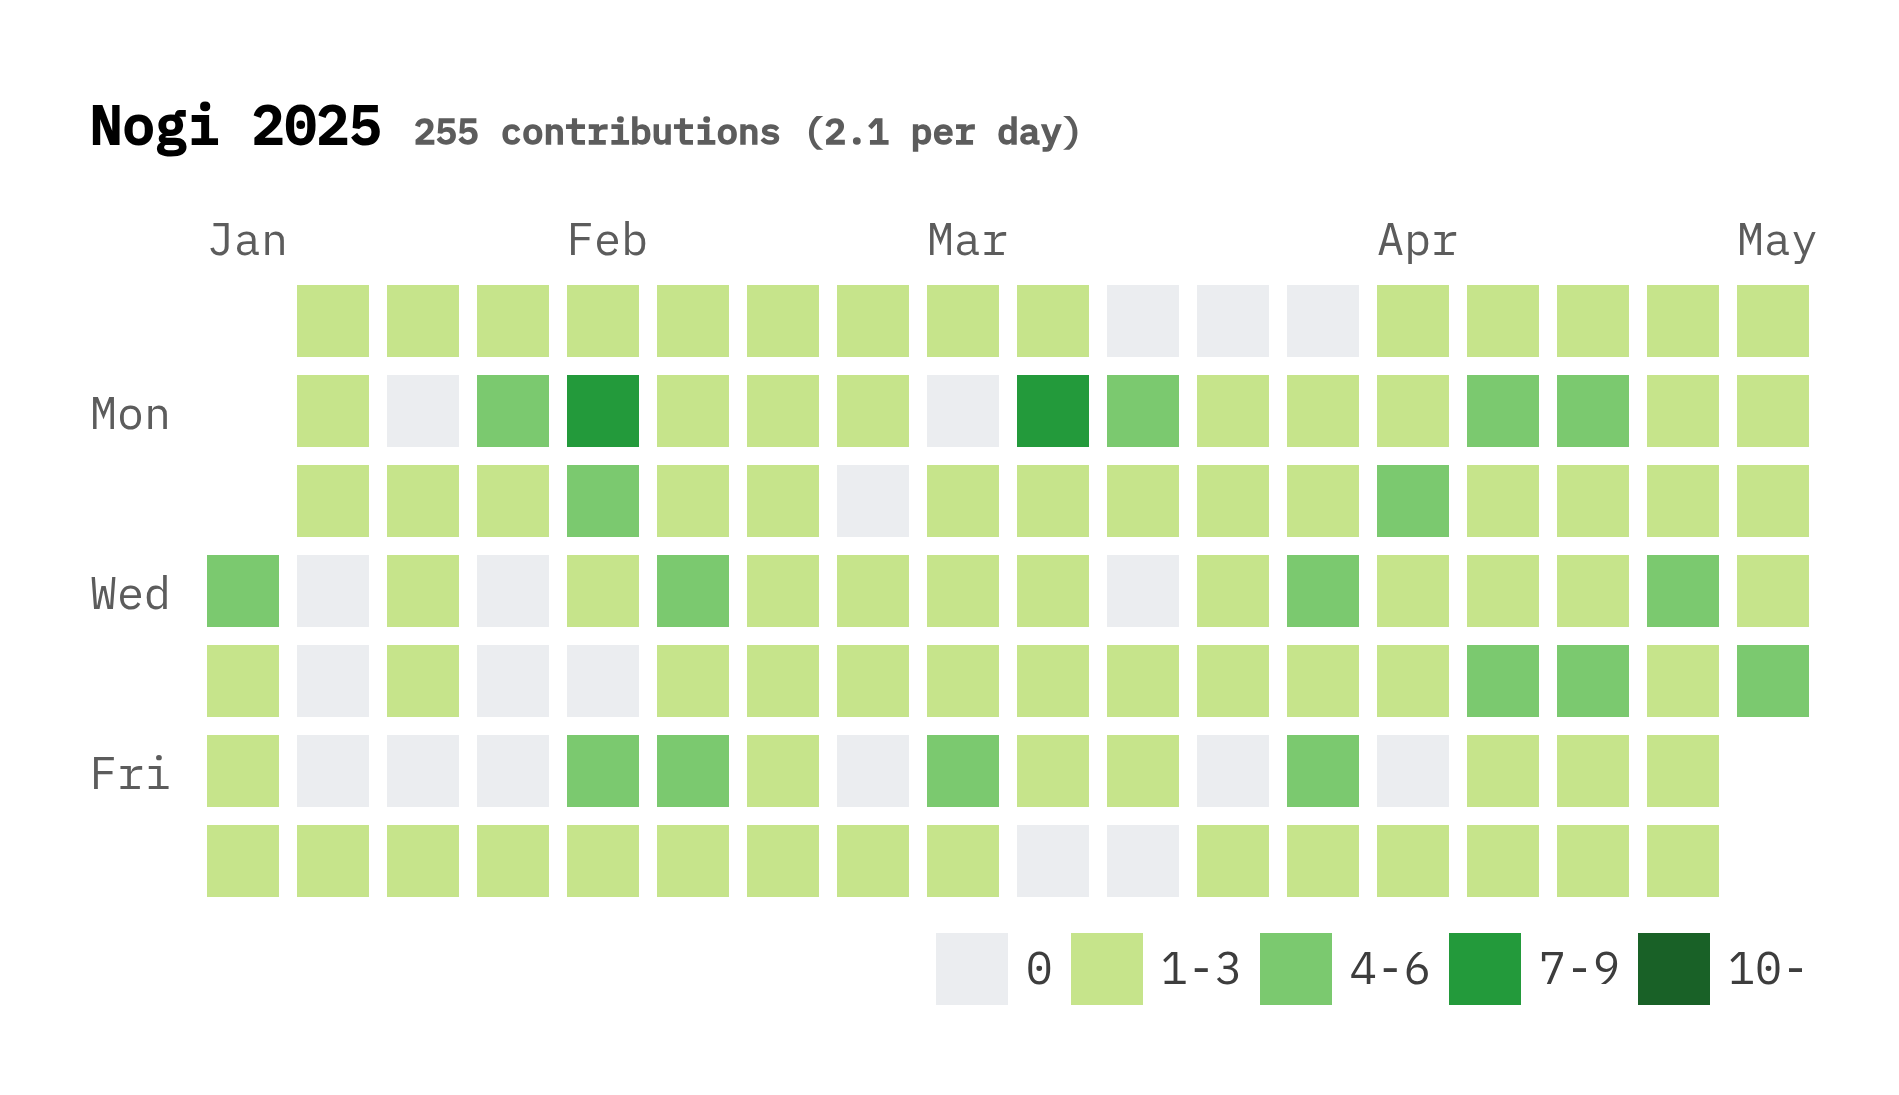 Nogi 2025 255 contributions (2.1 per day)
Jan Feb Mar Apr May
Mon
Wed
Fri
0 1-3 4-6 7-9 10-